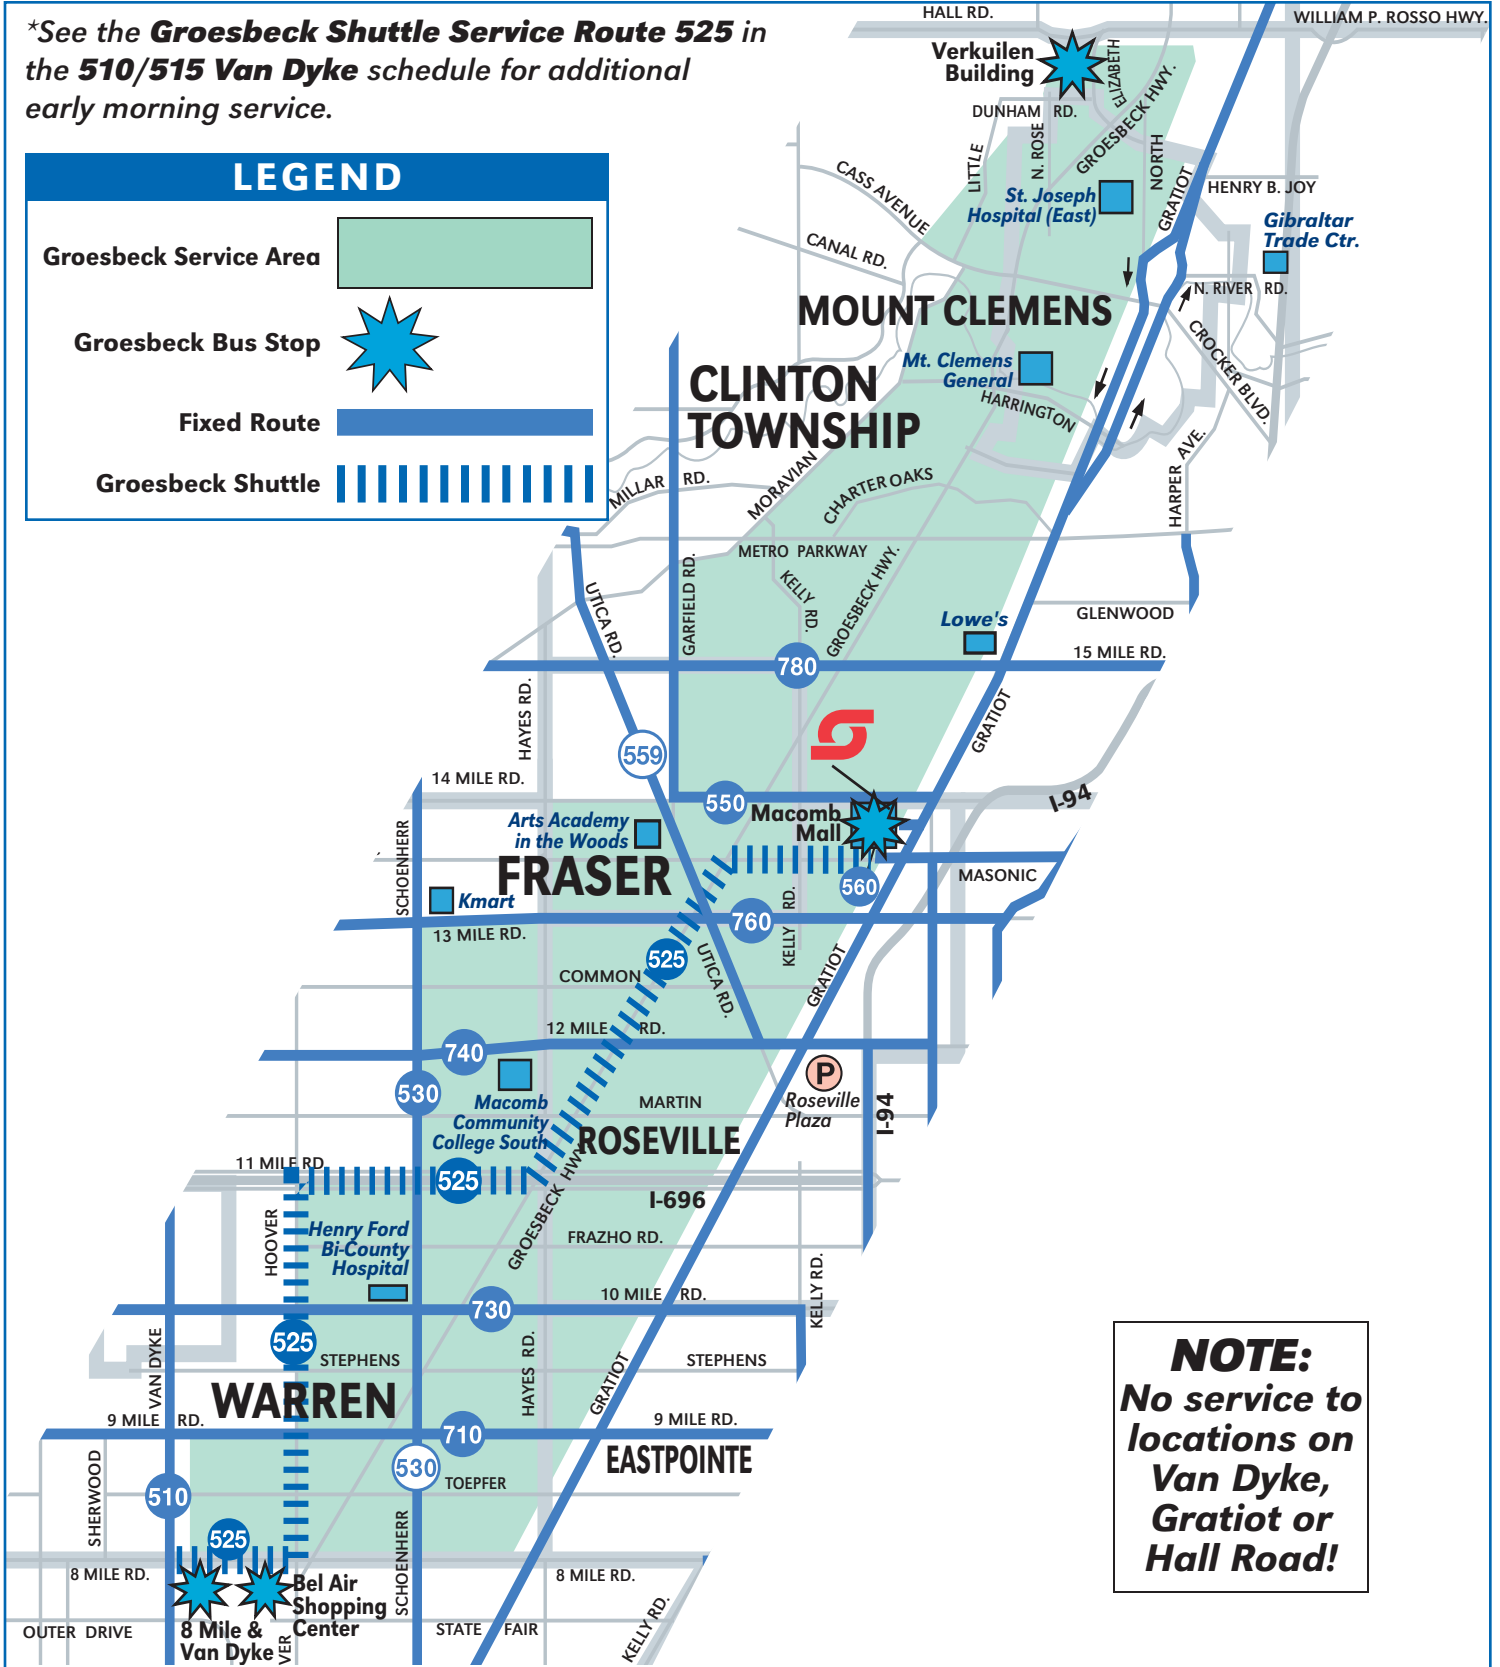 *See the Groesbeck Shuttle Service Route 525 in
the 510/515 Van Dyke schedule for additional
early morning service.
LEGEND
Groesbeck Service Area
Groesbeck Bus Stop
Fixed Route
Groesbeck Shuttle
HALL RD.
WILLIAM P. ROSSO HWY.
Verkuilen
Building
ELIZABETH
DUNHAM RD.
LITTLE
N. ROSE
GROESBECK HWY.
NORTH
GRATIOT
CASS AVENUE
CANAL RD.
St. Joseph
Hospital (East)
HENRY B. JOY
Gibraltar
Trade Ctr.
N. RIVER RD.
CROCKER BLVD.
MOUNT CLEMENS
Mt. Clemens
General
HARRINGTON
CLINTON
TOWNSHIP
MILLAR RD.
MORAVIAN
CHARTER OAKS
HARPER AVE.
METRO PARKWAY
UTICA RD.
GARFIELD RD.
KELLY RD.
GROESBECK HWY.
GLENWOOD
Lowe's
15 MILE RD.
780
HAYES RD.
GRATIOT
559
14 MILE RD.
550
I-94
Macomb
Mall
Arts Academy
in the Woods
FRASER
SCHOENHERR
Kmart
560
MASONIC
760
13 MILE RD.
KELLY RD.
525
COMMON
UTICA RD.
GRATIOT
12 MILE RD.
740
530
Macomb
Community
College South
P
Roseville
Plaza
I-94
MARTIN
ROSEVILLE
11 MILE RD.
525
I-696
GROESBECK HWY.
HOOVER
Henry Ford
Bi-County
Hospital
FRAZHO RD.
KELLY RD.
10 MILE RD.
730
525
STEPHENS
STEPHENS
VAN DYKE
HAYES RD.
GRATIOT
WARREN
9 MILE RD.
710
9 MILE RD.
EASTPOINTE
530
TOEPFER
SHERWOOD
510
525
SCHOENHERR
8 MILE RD.
8 MILE RD.
Bel Air
Shopping
Center
8 Mile &
Van Dyke
OUTER DRIVE
VER
STATE FAIR
KELLY RD.
NOTE:
No service to
locations on
Van Dyke,
Gratiot or
Hall Road!